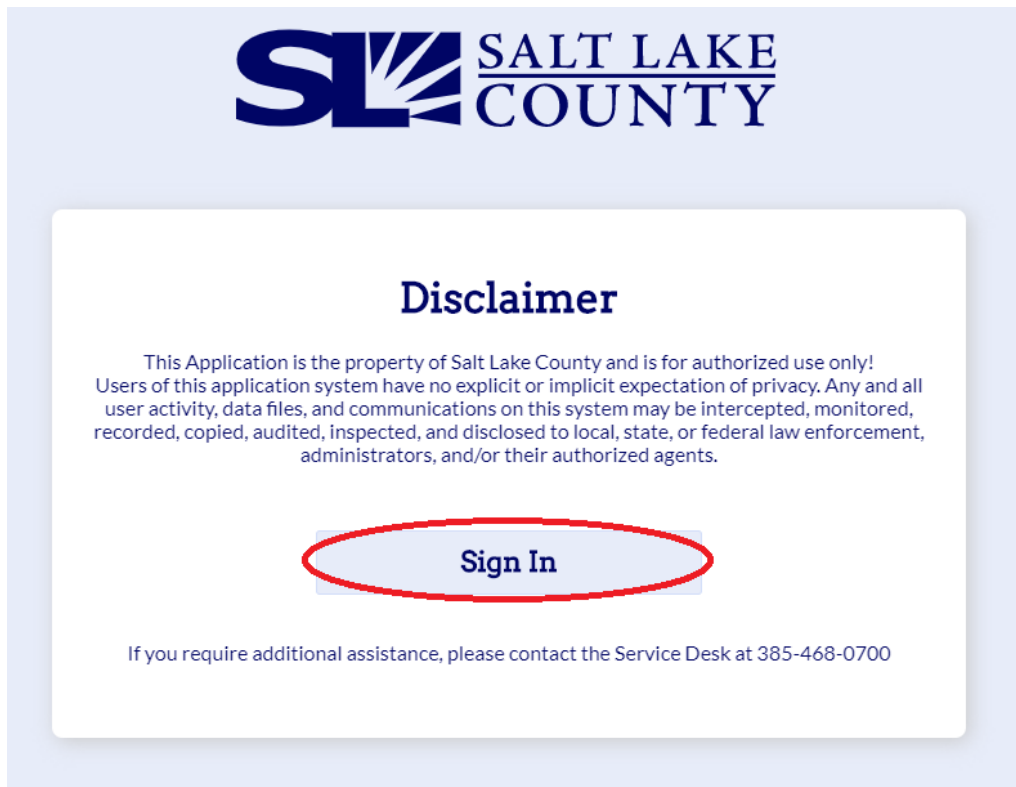 SL SALT LAKE
COUNTY
Disclaimer
This Application is the property of Salt Lake County and is for authorized use only!
Users of this application system have no explicit or implicit expectation of privacy. Any and all
user activity, data files, and communications on this system may be intercepted, monitored,
recorded, copied, audited, inspected, and disclosed to local, state, or federal law enforcement,
administrators, and/or their authorized agents.
Sign In
If you require additional assistance, please contact the Service Desk at 385-468-0700